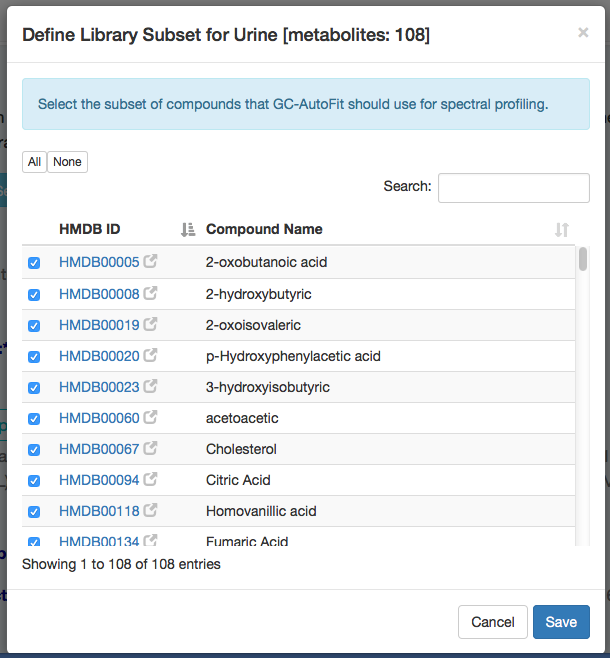 Define Library Subset for Urine [metabolites: 108]
×
Select the subset of compounds that GC-AutoFit should use for spectral profiling.
All None
Search:
HMDB ID Compound Name
HMDB00005 2-oxobutanoic acid
HMDB00008 2-hydroxybutyric
HMDB00019 2-oxoisovaleric
HMDB00020 p-Hydroxyphenylacetic acid
HMDB00023 3-hydroxyisobutyric
HMDB00060 acetoacetic
HMDB00067 Cholesterol
HMDB00094 Citric Acid
HMDB00118 Homovanillic acid
HMDB00134 Fumaric Acid
Showing 1 to 108 of 108 entries
Cancel Save